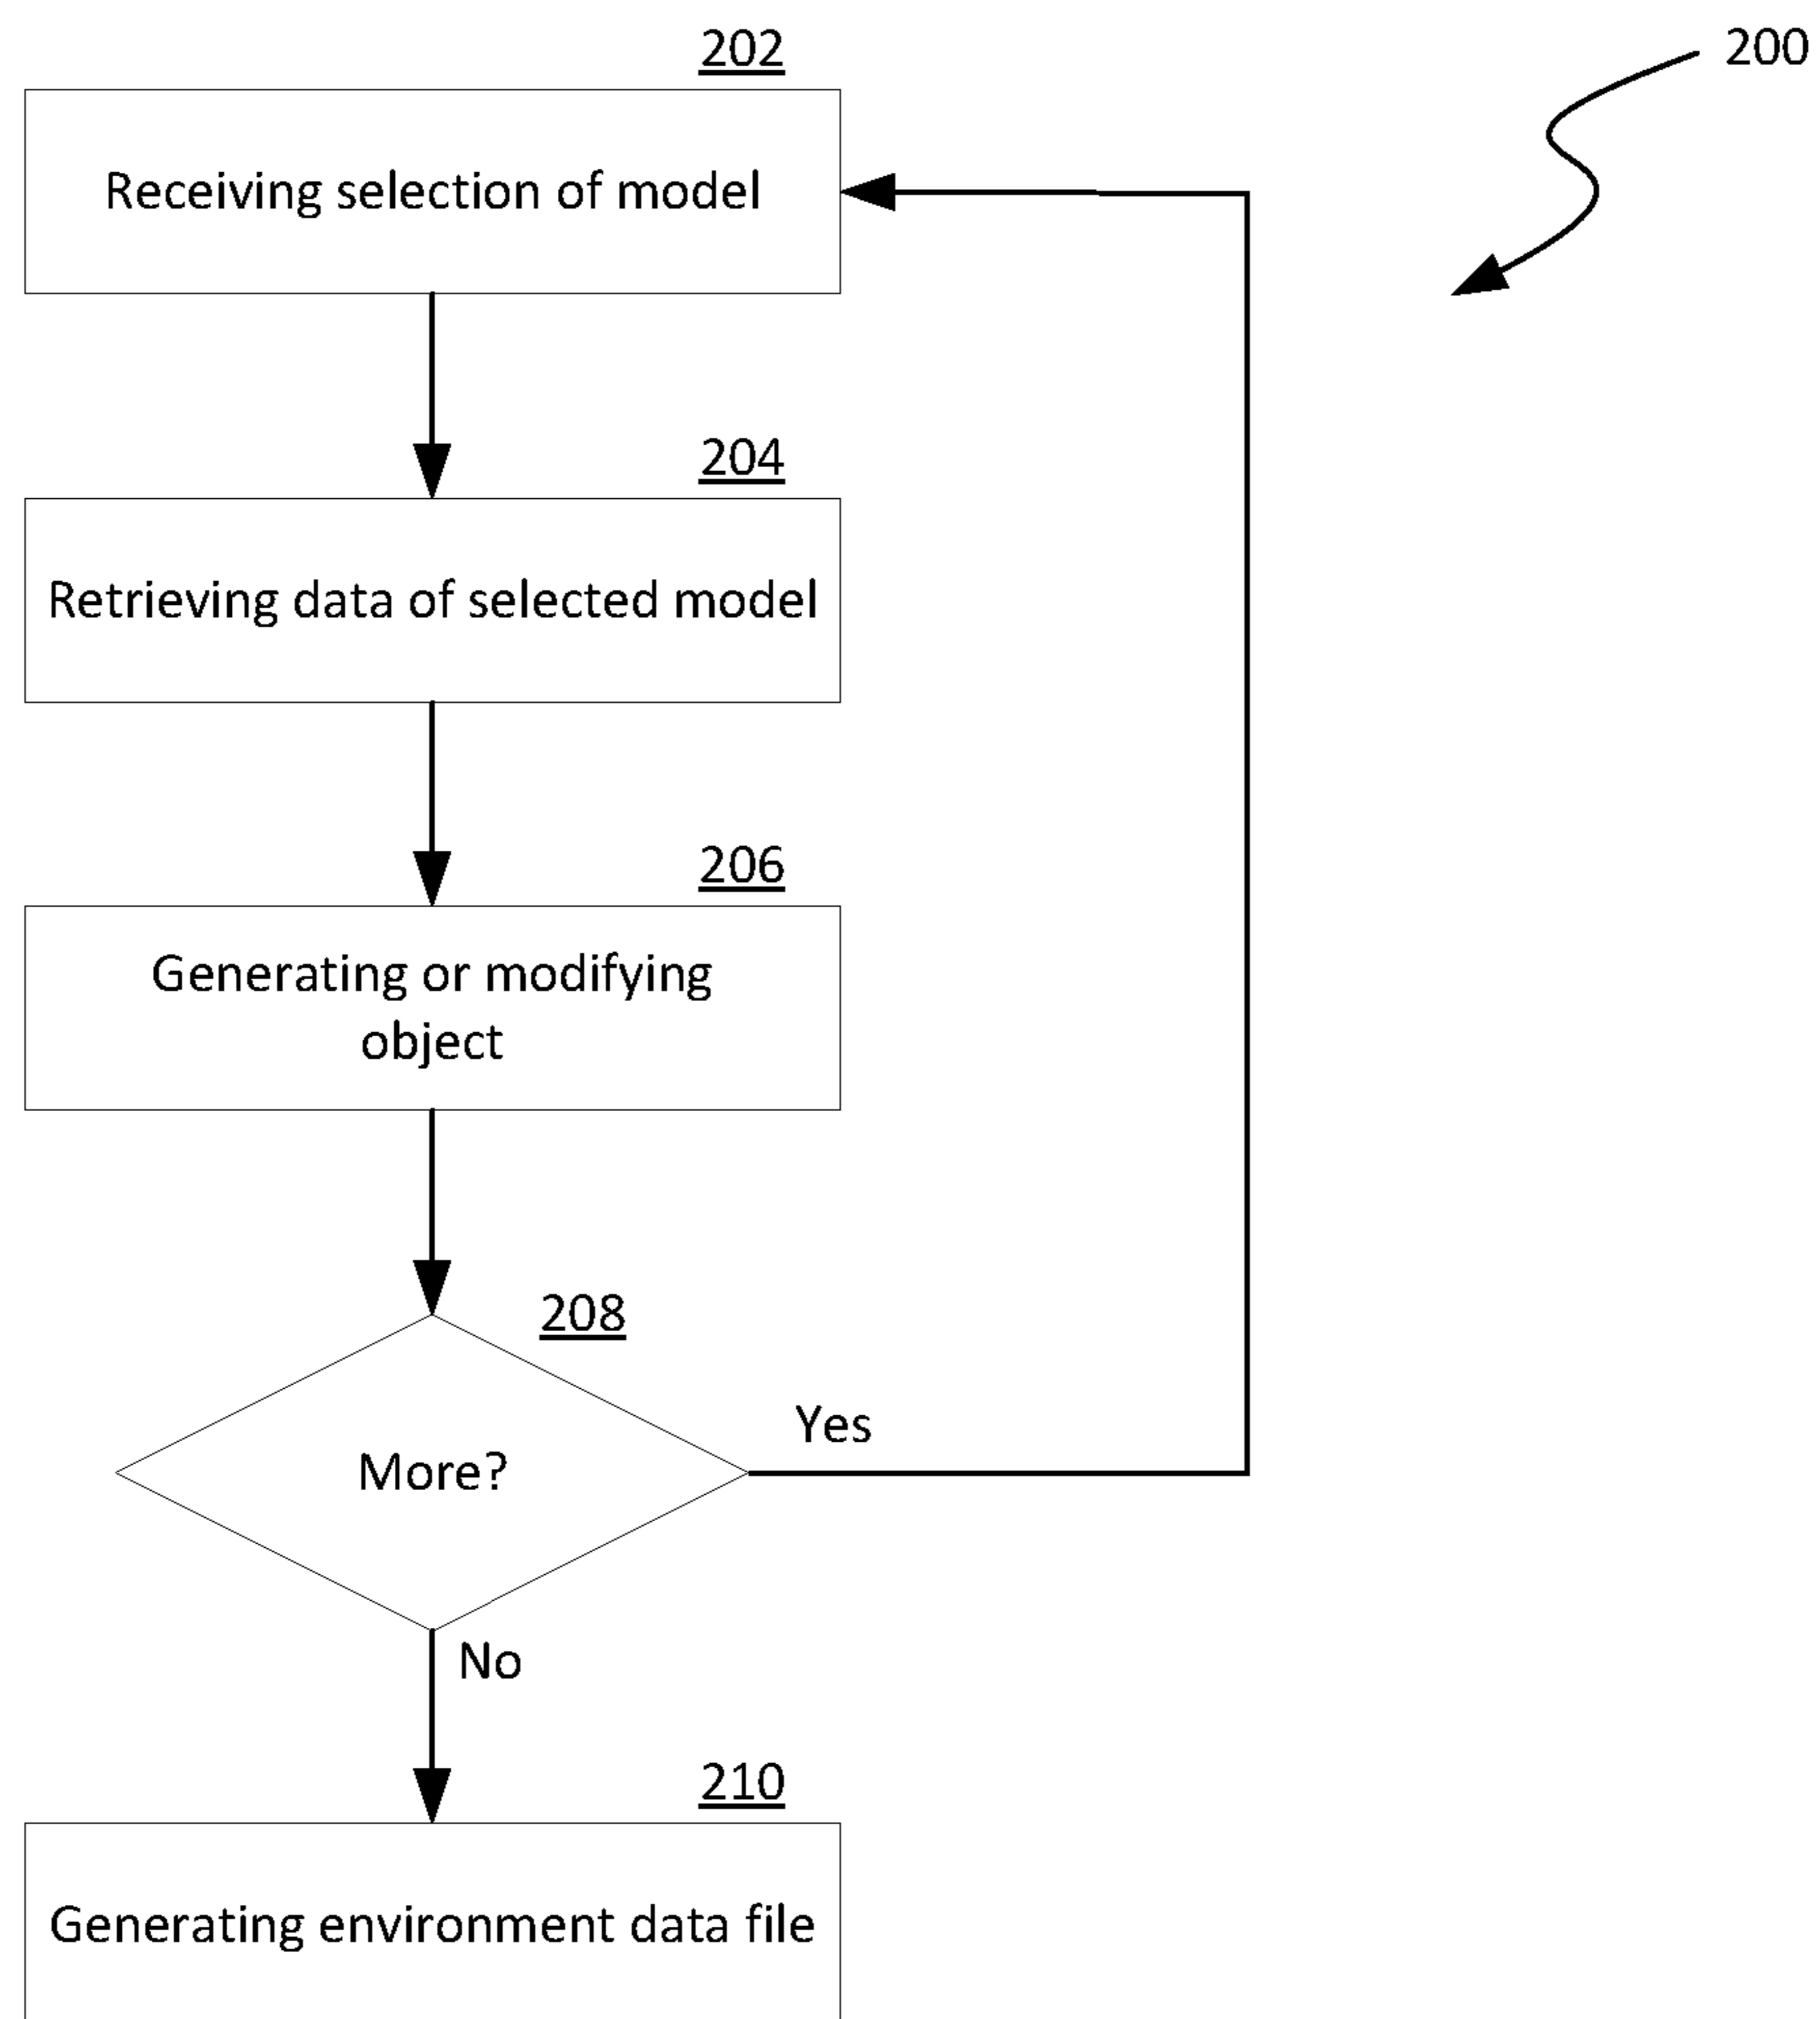 202
200
Receiving selection of model
204
Retrieving data of selected model
206
Generating or modifying
object
208
Yes
More?
No
210
Generating environment data file